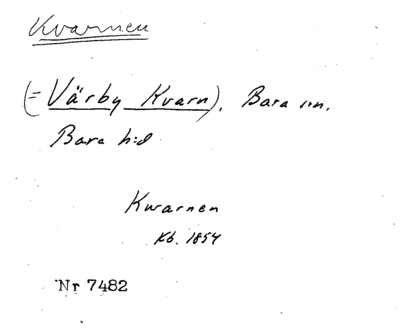 Kvarnen
(= Värby Kvarn). Bara sn.
Bara h:d
Kwarnen
Kb. 1854
Nr 7482